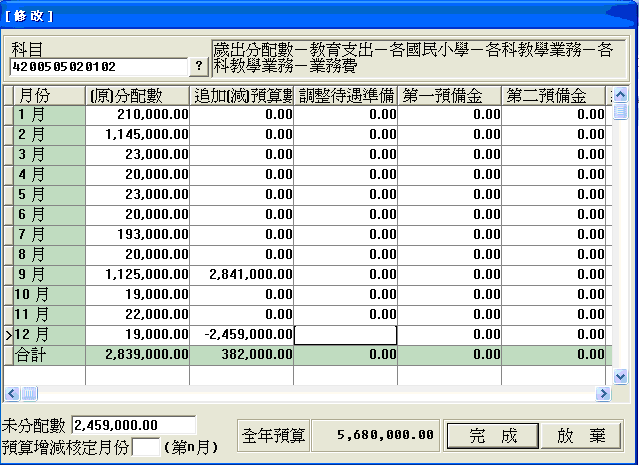 [修改]
科目
4200505020102 ?
歲出分配數－教育支出－各國民小學－各科教學業務－各
科教學業務－業務費
月份 (原)分配數 追加(減)預算數 調整待遇準備 第一預備金 第二預備金
1 月 210,000.00 0.00 0.00 0.00 0.00
2 月 1,145,000.00 0.00 0.00 0.00 0.00
3 月 23,000.00 0.00 0.00 0.00 0.00
4 月 20,000.00 0.00 0.00 0.00 0.00
5 月 23,000.00 0.00 0.00 0.00 0.00
6 月 20,000.00 0.00 0.00 0.00 0.00
7 月 193,000.00 0.00 0.00 0.00 0.00
8 月 20,000.00 0.00 0.00 0.00 0.00
9 月 1,125,000.00 2,841,000.00 0.00 0.00 0.00
10 月 19,000.00 0.00 0.00 0.00 0.00
11 月 22,000.00 0.00 0.00 0.00 0.00
12 月 19,000.00 -2,459,000.00 0.00 0.00
合計 2,839,000.00 382,000.00 0.00 0.00 0.00
未分配數 2,459,000.00
預算增減核定月份 (第n月)
全年預算 5,680,000.00
完 成
放 棄